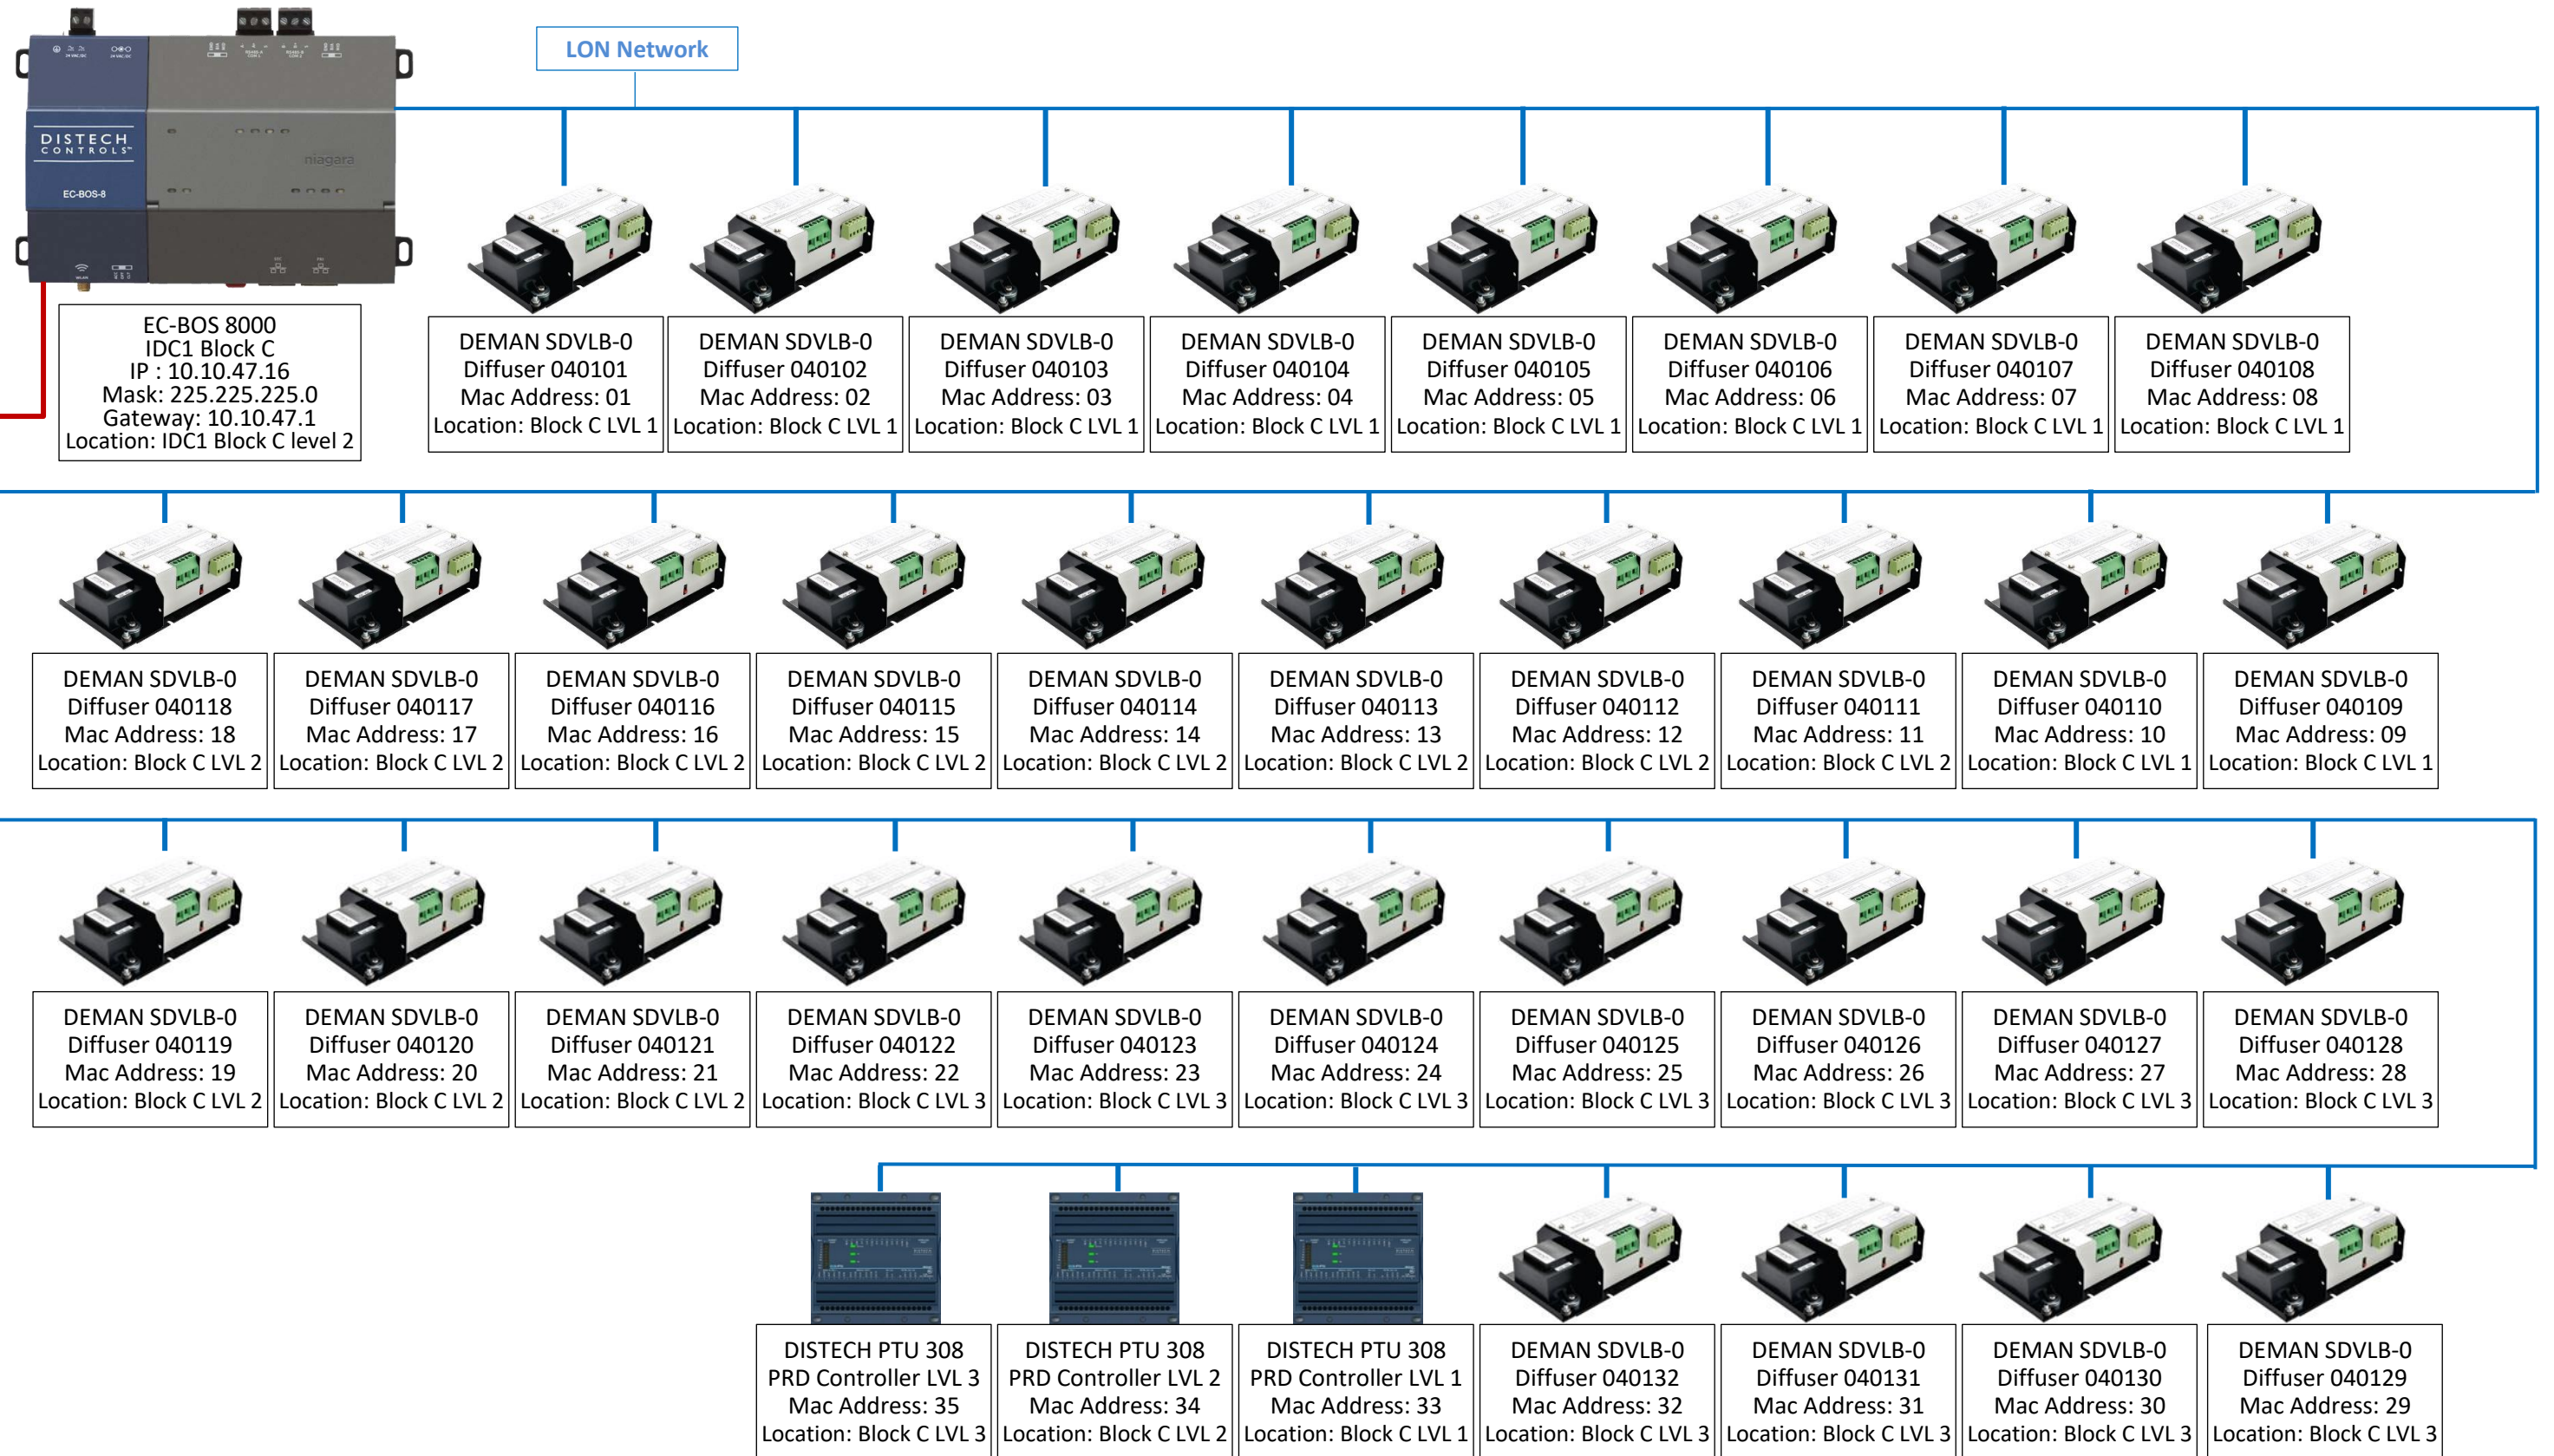 LON Network
24 VAC/DC
24 VAC/DC
DISTECH
CONTROLS™
niagara
EC-BOS-8
WLAN
EC-BOS 8000
IDC1 Block C
IP : 10.10.47.16
Mask: 225.225.225.0
Gateway: 10.10.47.1
Location: IDC1 Block C level 2
DEMAN SDVLB-0
Diffuser 040101
Mac Address: 01
Location: Block C LVL 1
DEMAN SDVLB-0
Diffuser 040102
Mac Address: 02
Location: Block C LVL 1
DEMAN SDVLB-0
Diffuser 040103
Mac Address: 03
Location: Block C LVL 1
DEMAN SDVLB-0
Diffuser 040104
Mac Address: 04
Location: Block C LVL 1
DEMAN SDVLB-0
Diffuser 040105
Mac Address: 05
Location: Block C LVL 1
DEMAN SDVLB-0
Diffuser 040106
Mac Address: 06
Location: Block C LVL 1
DEMAN SDVLB-0
Diffuser 040107
Mac Address: 07
Location: Block C LVL 1
DEMAN SDVLB-0
Diffuser 040108
Mac Address: 08
Location: Block C LVL 1
DEMAN SDVLB-0
Diffuser 040118
Mac Address: 18
Location: Block C LVL 2
DEMAN SDVLB-0
Diffuser 040117
Mac Address: 17
Location: Block C LVL 2
DEMAN SDVLB-0
Diffuser 040116
Mac Address: 16
Location: Block C LVL 2
DEMAN SDVLB-0
Diffuser 040115
Mac Address: 15
Location: Block C LVL 2
DEMAN SDVLB-0
Diffuser 040114
Mac Address: 14
Location: Block C LVL 2
DEMAN SDVLB-0
Diffuser 040113
Mac Address: 13
Location: Block C LVL 2
DEMAN SDVLB-0
Diffuser 040112
Mac Address: 12
Location: Block C LVL 2
DEMAN SDVLB-0
Diffuser 040111
Mac Address: 11
Location: Block C LVL 2
DEMAN SDVLB-0
Diffuser 040110
Mac Address: 10
Location: Block C LVL 1
DEMAN SDVLB-0
Diffuser 040109
Mac Address: 09
Location: Block C LVL 1
DEMAN SDVLB-0
Diffuser 040119
Mac Address: 19
Location: Block C LVL 2
DEMAN SDVLB-0
Diffuser 040120
Mac Address: 20
Location: Block C LVL 2
DEMAN SDVLB-0
Diffuser 040121
Mac Address: 21
Location: Block C LVL 2
DEMAN SDVLB-0
Diffuser 040122
Mac Address: 22
Location: Block C LVL 3
DEMAN SDVLB-0
Diffuser 040123
Mac Address: 23
Location: Block C LVL 3
DEMAN SDVLB-0
Diffuser 040124
Mac Address: 24
Location: Block C LVL 3
DEMAN SDVLB-0
Diffuser 040125
Mac Address: 25
Location: Block C LVL 3
DEMAN SDVLB-0
Diffuser 040126
Mac Address: 26
Location: Block C LVL 3
DEMAN SDVLB-0
Diffuser 040127
Mac Address: 27
Location: Block C LVL 3
DEMAN SDVLB-0
Diffuser 040128
Mac Address: 28
Location: Block C LVL 3
DISTECH PTU 308
PRD Controller LVL 3
Mac Address: 35
Location: Block C LVL 3
DISTECH PTU 308
PRD Controller LVL 2
Mac Address: 34
Location: Block C LVL 2
DISTECH PTU 308
PRD Controller LVL 1
Mac Address: 33
Location: Block C LVL 1
DEMAN SDVLB-0
Diffuser 040132
Mac Address: 32
Location: Block C LVL 3
DEMAN SDVLB-0
Diffuser 040131
Mac Address: 31
Location: Block C LVL 3
DEMAN SDVLB-0
Diffuser 040130
Mac Address: 30
Location: Block C LVL 3
DEMAN SDVLB-0
Diffuser 040129
Mac Address: 29
Location: Block C LVL 3